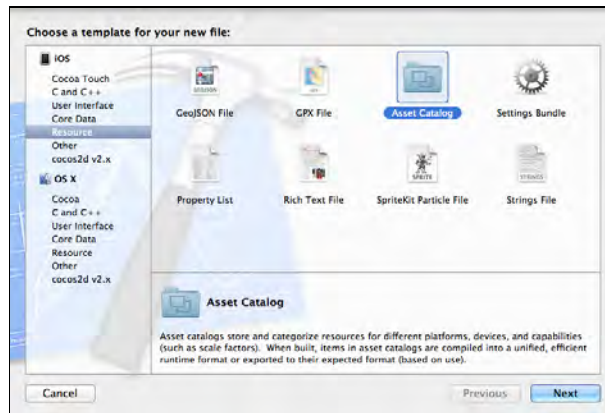 Choose a template for your new file:
iOS
Cocoa Touch
C and C++
User Interface
Core Data
Resource
Other
cocos2d v2.x
OS X
Cocoa
C and C++
User Interface
Core Data
Resource
Other
cocos2d v2.x
GeoJSON File
GPX File
Asset Catalog
Settings Bundle
Property List
Rich Text File
SPRITE
SpriteKit Particle File
STRINGS
Strings File
Asset Catalog
Asset catalogs store and categorize resources for different platforms, devices, and capabilities
(such as scale factors). When built, items in asset catalogs are compiled into a unified, efficient
runtime format or exported to their expected format (based on use).
Cancel
Previous
Next